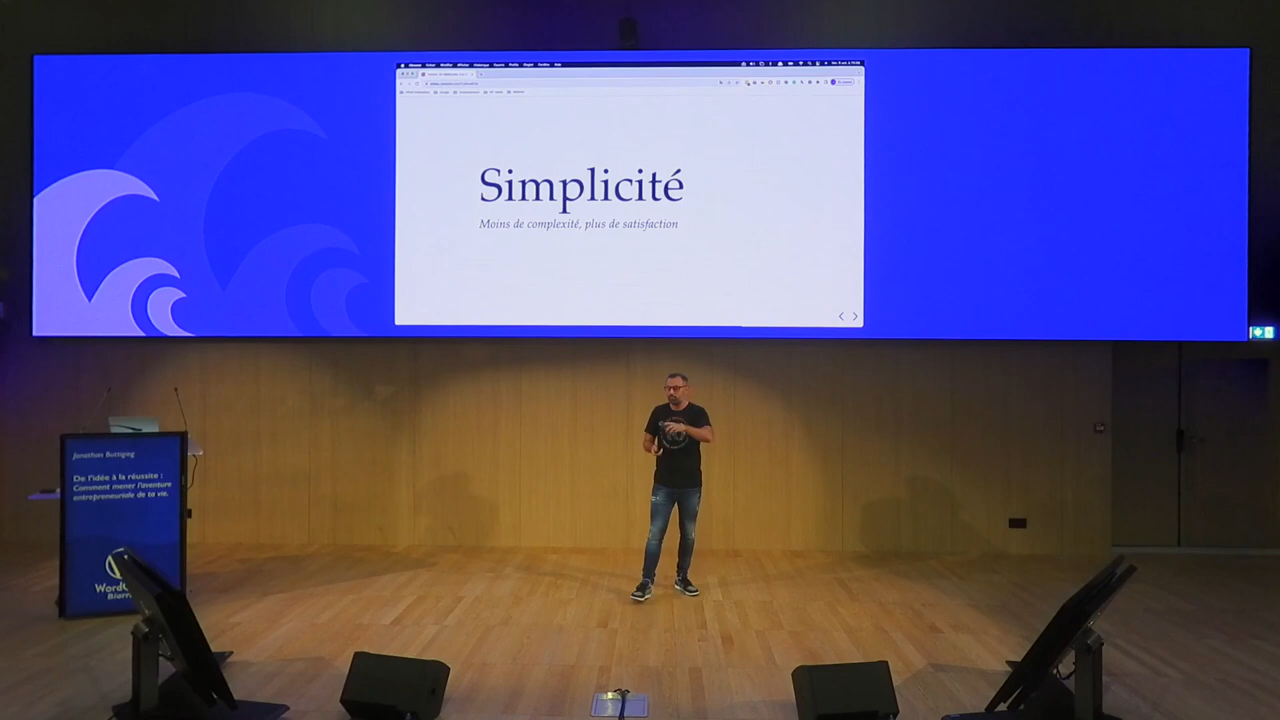 Simplicité
Moins de complexité, plus de satisfaction
Jonathan Buttigieg
De l'idée à la réussite :
Comment mener l'aventure
entrepreneuriale de ta vie.